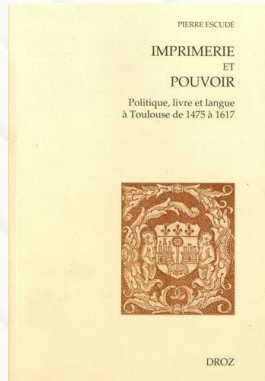 PIERRE ESCUDÉ
IMPRIMERIE
ET
POUVOIR
Politique, livre et langue
à Toulouse de 1475 à 1617
DROZ